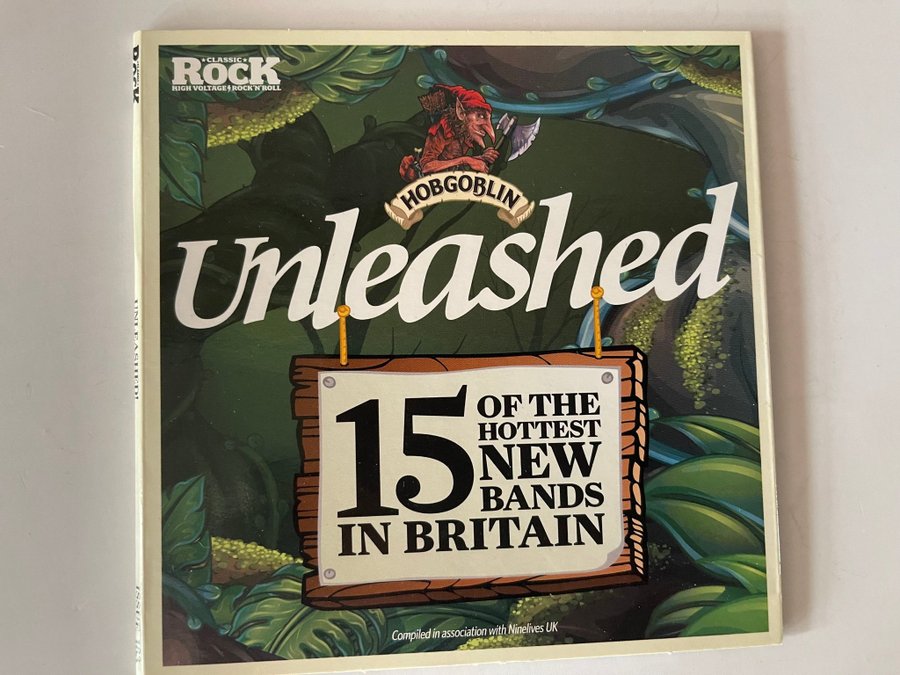 CLASSIC
ROCK
HIGH VOLTAGE ROCK'N'ROLL
HOBGOBLIN
Unleashed
15
OF THE
HOTTEST
NEW
BANDS
IN BRITAIN
Compiled in association with Ninelives UK
UNLEASHED!